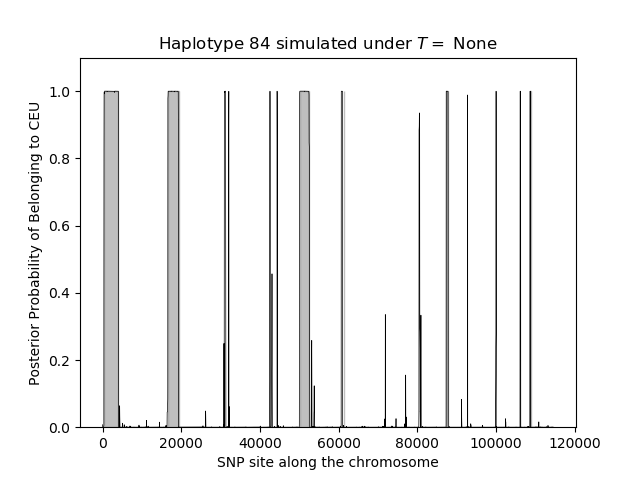 Haplotype 84 simulated under T = None
Posterior Probability of Belonging to CEU
1.0
0.8
0.6
0.4
0.2
0.0
0 20000 40000 60000 80000 100000 120000
SNP site along the chromosome